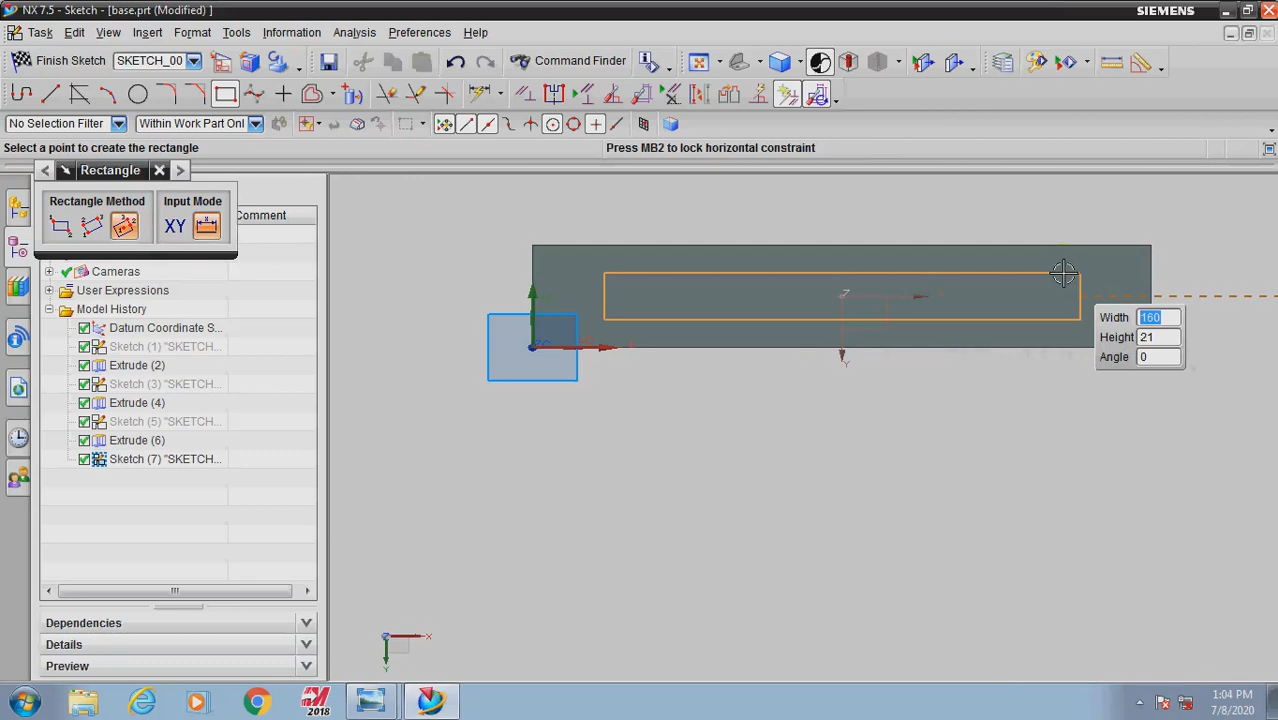 NX 7.5 - Sketch - [base.prt (Modified) ]
SIEMENS
Task Edit View Insert Format Tools Information Analysis Preferences Help
Finish Sketch SKETCH_00
Command Finder
No Selection Filter
Within Work Part Onl
Select a point to create the rectangle
Press MB2 to lock horizontal constraint
Rectangle
Rectangle Method
Input Mode
XY
Comment
Cameras
User Expressions
Model History
Datum Coordinate S...
Sketch (1) "SKETCH...
Extrude (2)
Sketch (3) "SKETCH...
Extrude (4)
Sketch (5) "SKETCH...
Extrude (6)
Sketch (7) "SKETCH...
Width 160
Height 21
Angle 0
Z
Y
X
Y
Dependencies
Details
Preview
2018
1:04 PM
7/8/2020